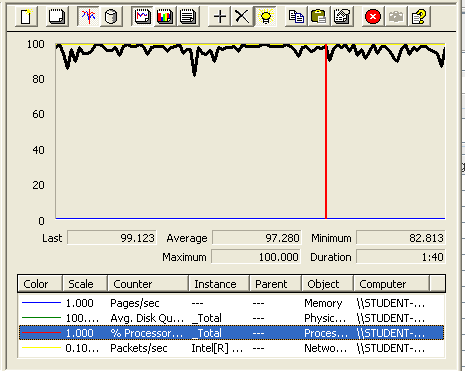 100
80
60
40
20
0
Last 99.123 Average 97.280 Minimum 82.813
Maximum 100.000 Duration 1:40
Color Scale Counter Instance Parent Object Computer
1.000 Pages/sec --- --- Memory \\STUDENT-...
100.... Avg. Disk Qu... _Total --- Physic... \\STUDENT-...
1.000 % Processor... _Total --- Proces... \\STUDENT-...
0.10... Packets/sec Intel[R] ... --- Netwo... \\STUDENT-...